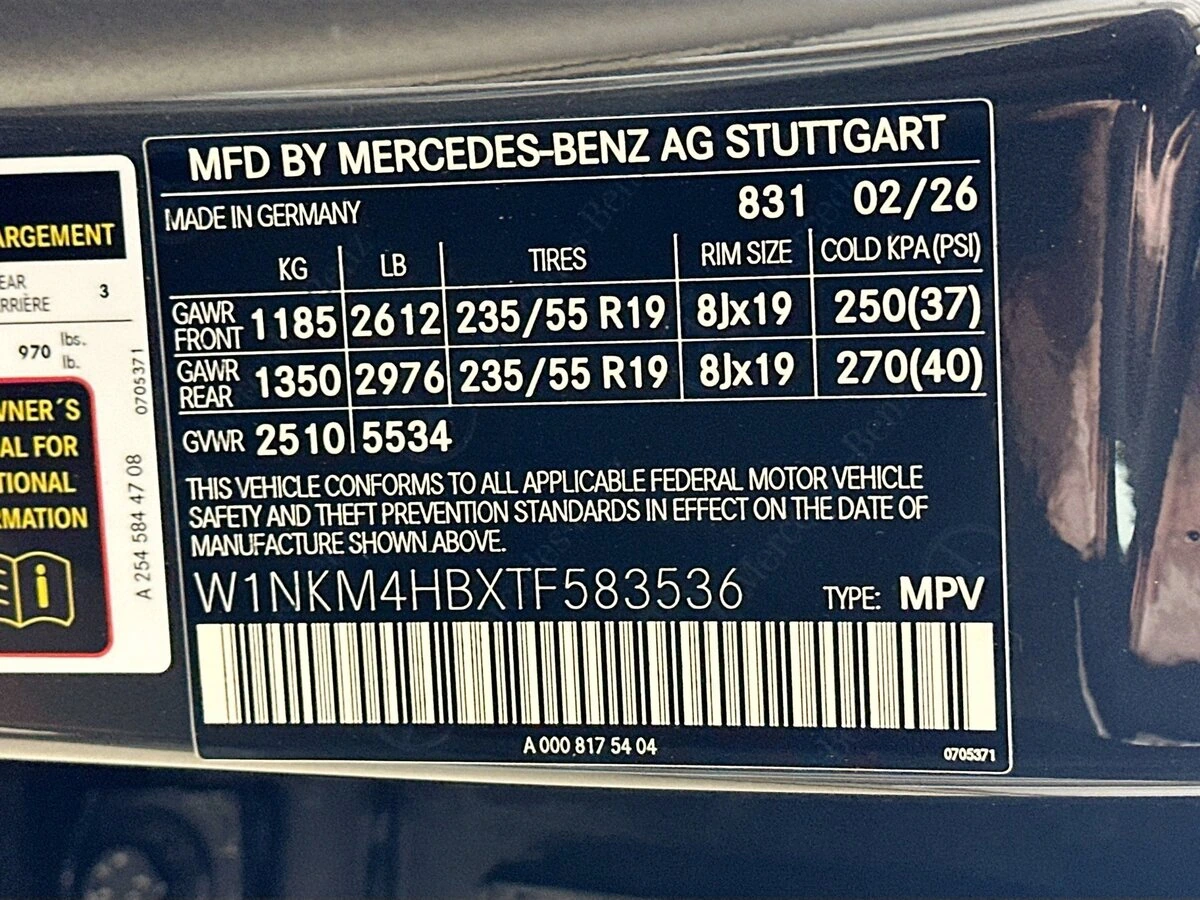 ARGEMENT
EAR
RRIÈRE 3
970 lbs.
lb.
WNER´S
AL FOR
TIONAL
RMATION
i
0705371
A 254 584 47 08
MFD BY MERCEDES-BENZ AG STUTTGART
MADE IN GERMANY 831 02/26
KG LB TIRES RIM SIZE COLD KPA(PSI)
GAWR FRONT 1185 2612 235/55 R19 8Jx19 250(37)
GAWR REAR 1350 2976 235/55 R19 8Jx19 270(40)
GVWR 2510 5534
THIS VEHICLE CONFORMS TO ALL APPLICABLE FEDERAL MOTOR VEHICLE
SAFETY AND THEFT PREVENTION STANDARDS IN EFFECT ON THE DATE OF
MANUFACTURE SHOWN ABOVE.
W1NKM4HBXTF583536 TYPE: MPV
A 000 817 54 04
0705371